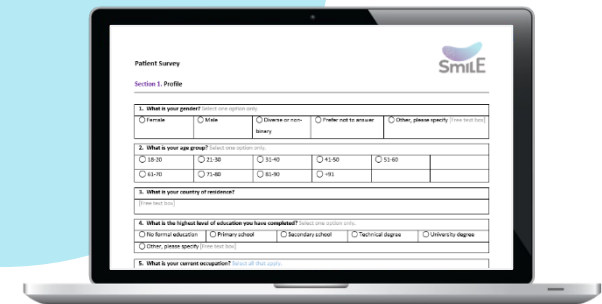 SmilE
Patient Survey
Section 1. Profile
1. What is your gender? Select one option only.
Female Male Diverse or non-binary Prefer not to answer Other, please specify [Free text box]
2. What is your age group? Select one option only.
18-20 21-30 31-40 41-50 51-60
61-70 71-80 81-90 +91
3. What is your country of residence?
[Free text box]
4. What is the highest level of education you have completed? Select one option only.
No formal education Primary school Secondary school Technical degree University degree
Other, please specify [Free text box]
5. What is your current occupation? Select all that apply.